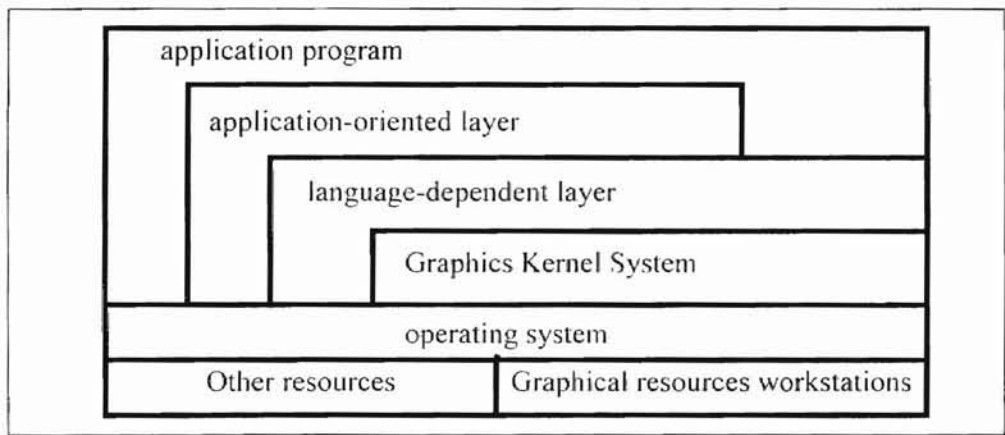 application program
application-oriented layer
language-dependent layer
Graphics Kernel System
operating system
Other resources
Graphical resources workstations